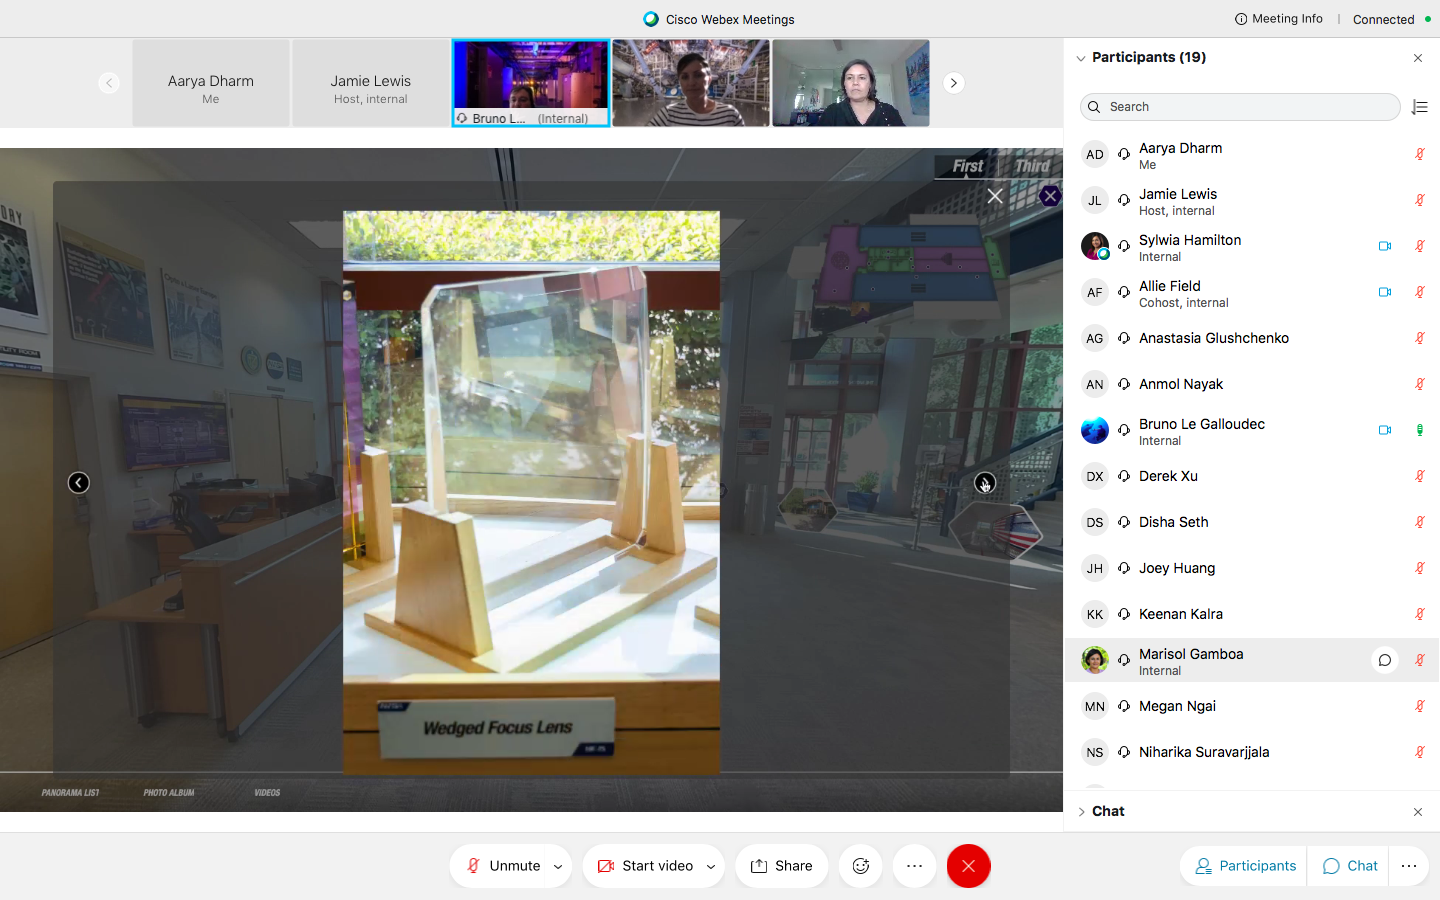 Cisco Webex Meetings
Meeting Info
Connected
Aarya Dharm
Me
Jamie Lewis
Host, internal
Bruno L... (Internal)
First Third
Wedged Focus Lens
PANORAMA LIST PHOTO ALBUM VIDEOS
Participants (19)
Search
AD Aarya Dharm
Me
JL Jamie Lewis
Host, internal
Sylwia Hamilton
Internal
AF Allie Field
Cohost, internal
AG Anastasia Glushchenko
AN Anmol Nayak
Bruno Le Galloudec
Internal
DX Derek Xu
DS Disha Seth
JH Joey Huang
KK Keenan Kalra
Marisol Gamboa
Internal
MN Megan Ngai
NS Niharika Suravarjjala
Chat
Unmute
Start video
Share
Participants
Chat